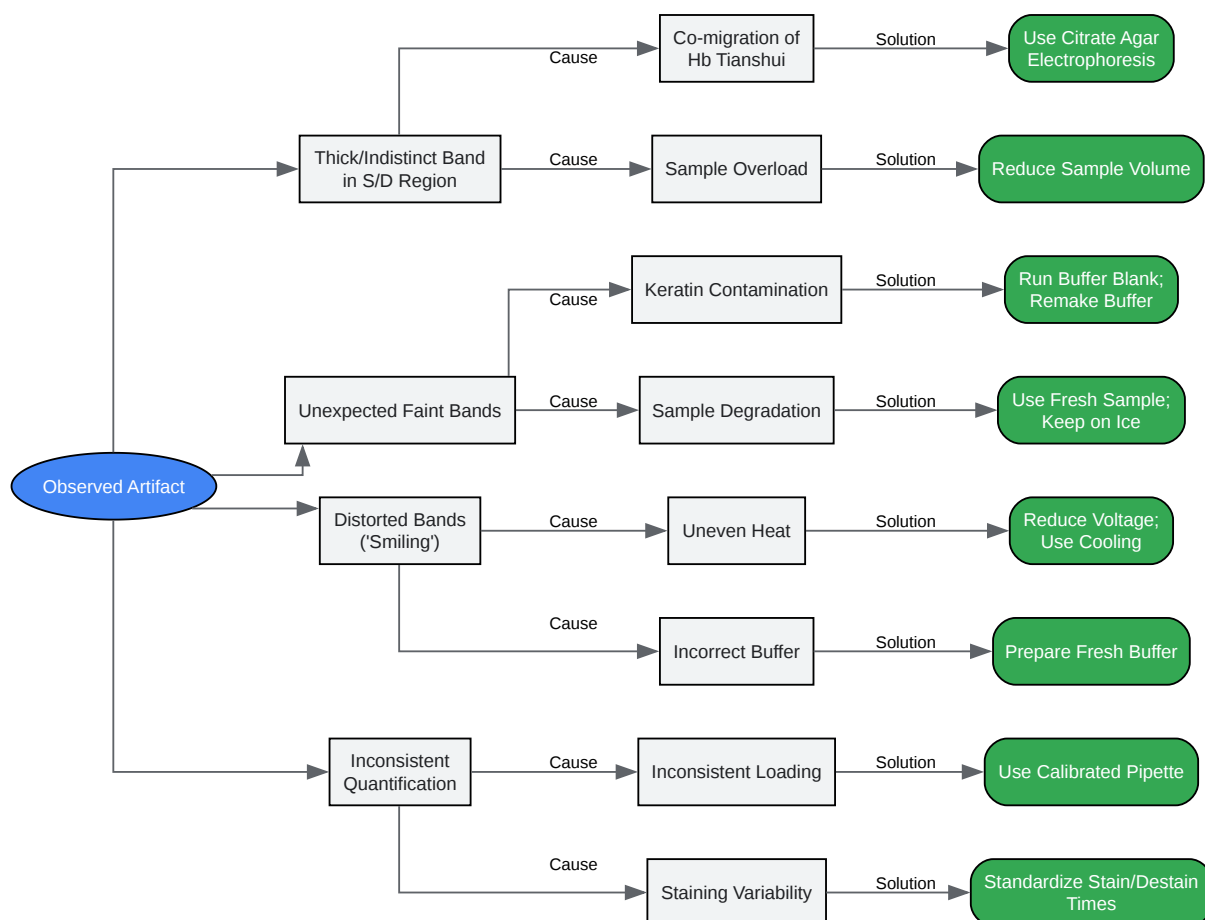 Co-migration of
Hb Tianshui
Cause
Solution
Use Citrate Agar
Electrophoresis
Thick/Indistinct Band
in S/D Region
Cause
Sample Overload
Solution
Reduce Sample Volume
Keratin Contamination
Cause
Solution
Run Buffer Blank;
Remake Buffer
Unexpected Faint Bands
Cause
Sample Degradation
Solution
Use Fresh Sample;
Keep on Ice
Observed Artifact
Distorted Bands
('Smiling')
Cause
Uneven Heat
Solution
Reduce Voltage;
Use Cooling
Cause
Incorrect Buffer
Solution
Prepare Fresh Buffer
Inconsistent
Quantification
Cause
Inconsistent Loading
Solution
Use Calibrated Pipette
Cause
Staining Variability
Solution
Standardize Stain/Destain
Times